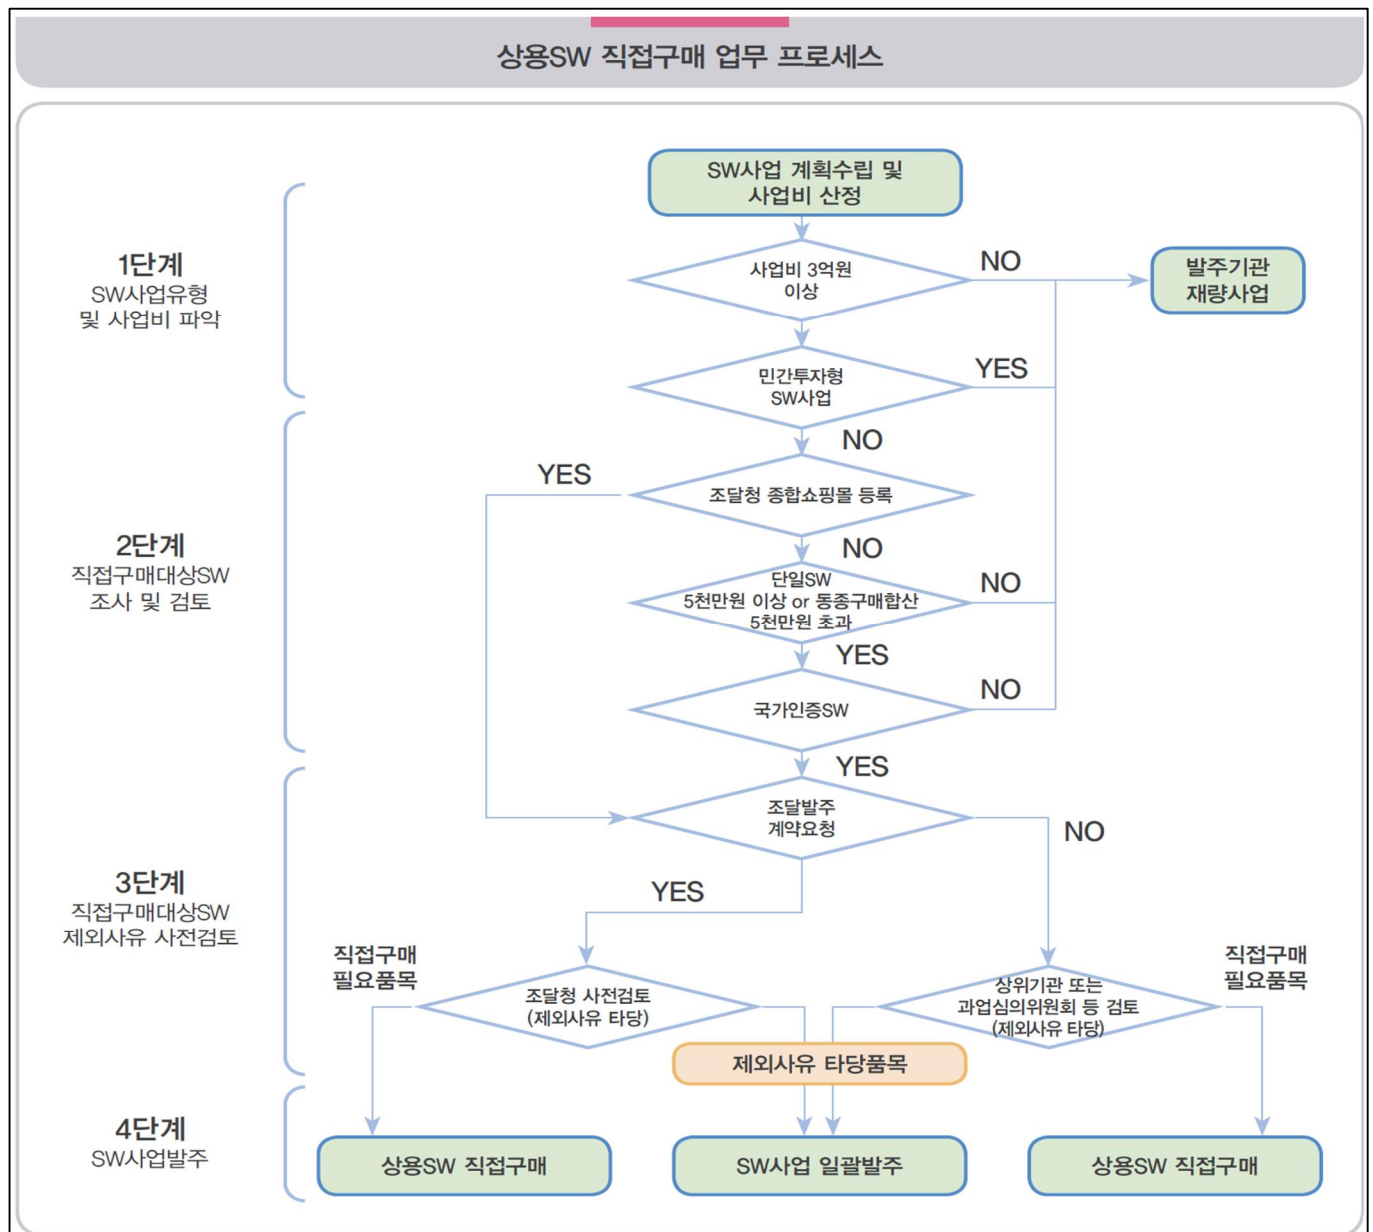 상용SW 직접구매 업무 프로세스
SW사업 계획수립 및
사업비 산정
1단계
SW사업유형
및 사업비 파악
사업비 3억원
이상
NO
발주기관
재량사업
민간투자형
SW사업
YES
NO
2단계
직접구매대상SW
조사 및 검토
YES
조달청 종합쇼핑몰 등록
NO
단일SW
5천만원 이상 or 동종구매합산
5천만원 초과
NO
YES
국가인증SW
NO
YES
3단계
직접구매대상SW
제외사유 사전검토
조달발주
계약요청
NO
YES
직접구매
필요품목
조달청 사전검토
(제외사유 타당)
상위기관 또는
과업심의위원회 등 검토
(제외사유 타당)
직접구매
필요품목
제외사유 타당품목
4단계
SW사업발주
상용SW 직접구매
SW사업 일괄발주
상용SW 직접구매